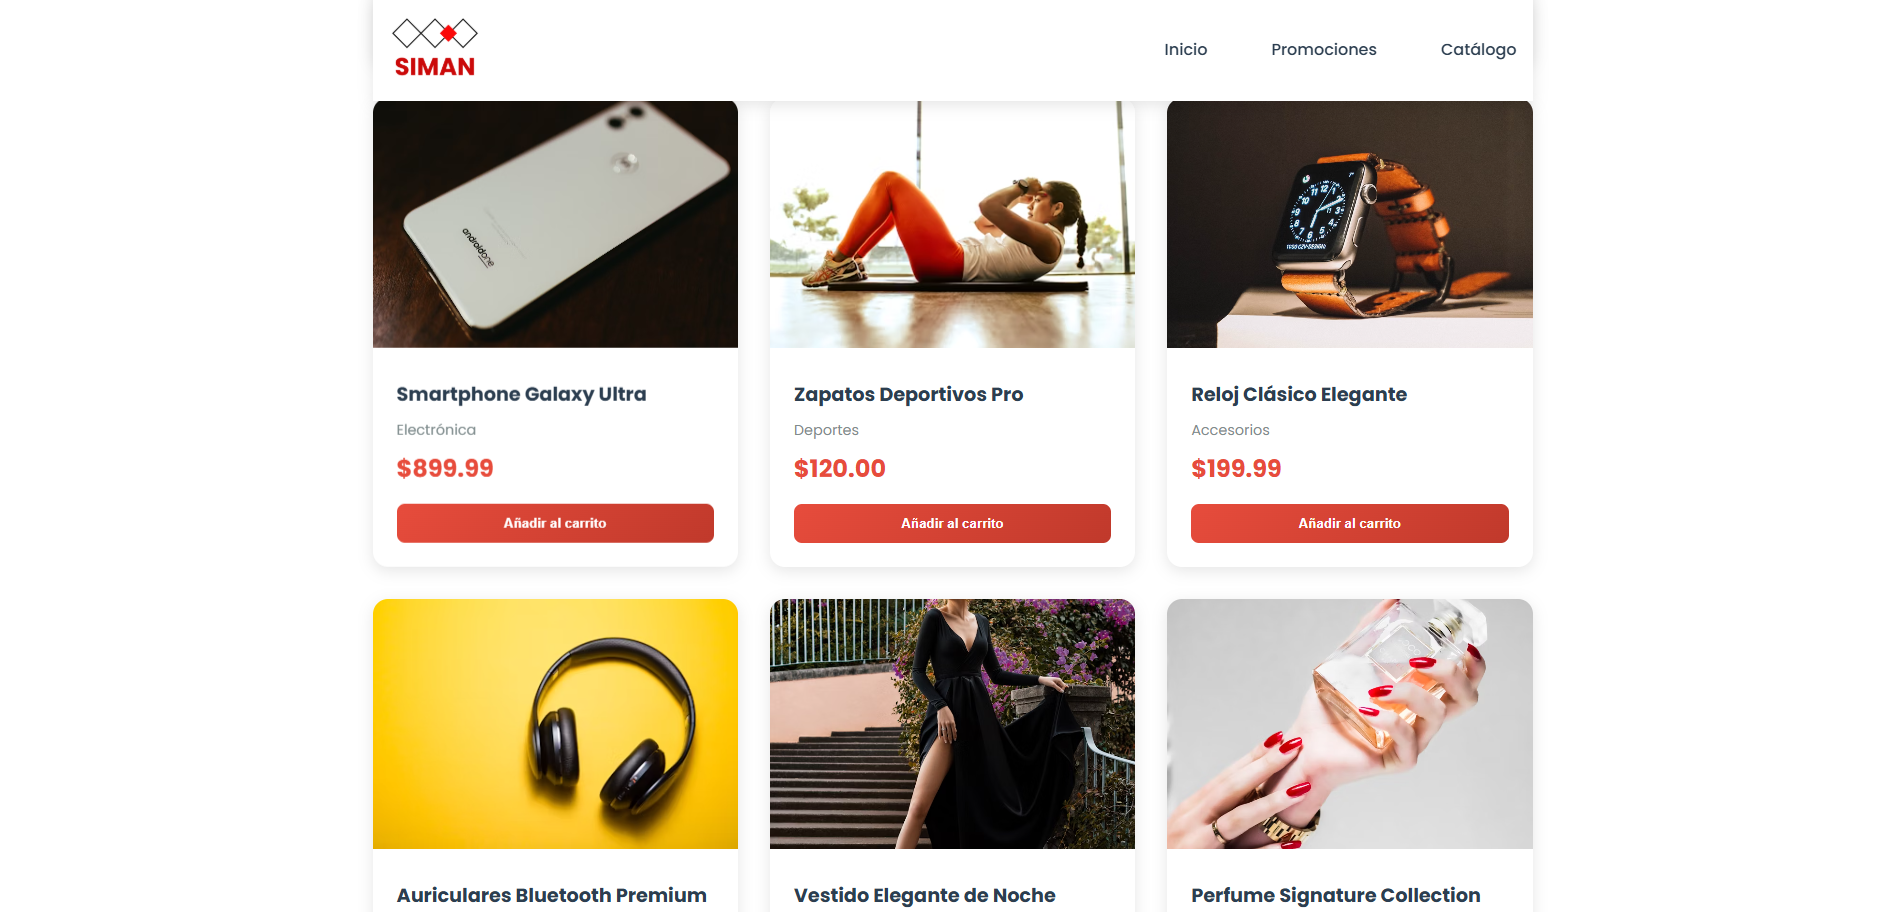 SIMAN
Inicio
Promociones
Catálogo
androidone
Smartphone Galaxy Ultra
Electrónica
$899.99
Añadir al carrito
Zapatos Deportivos Pro
Deportes
$120.00
Añadir al carrito
Reloj Clásico Elegante
Accesorios
$199.99
Añadir al carrito
Auriculares Bluetooth Premium
Vestido Elegante de Noche
Perfume Signature Collection